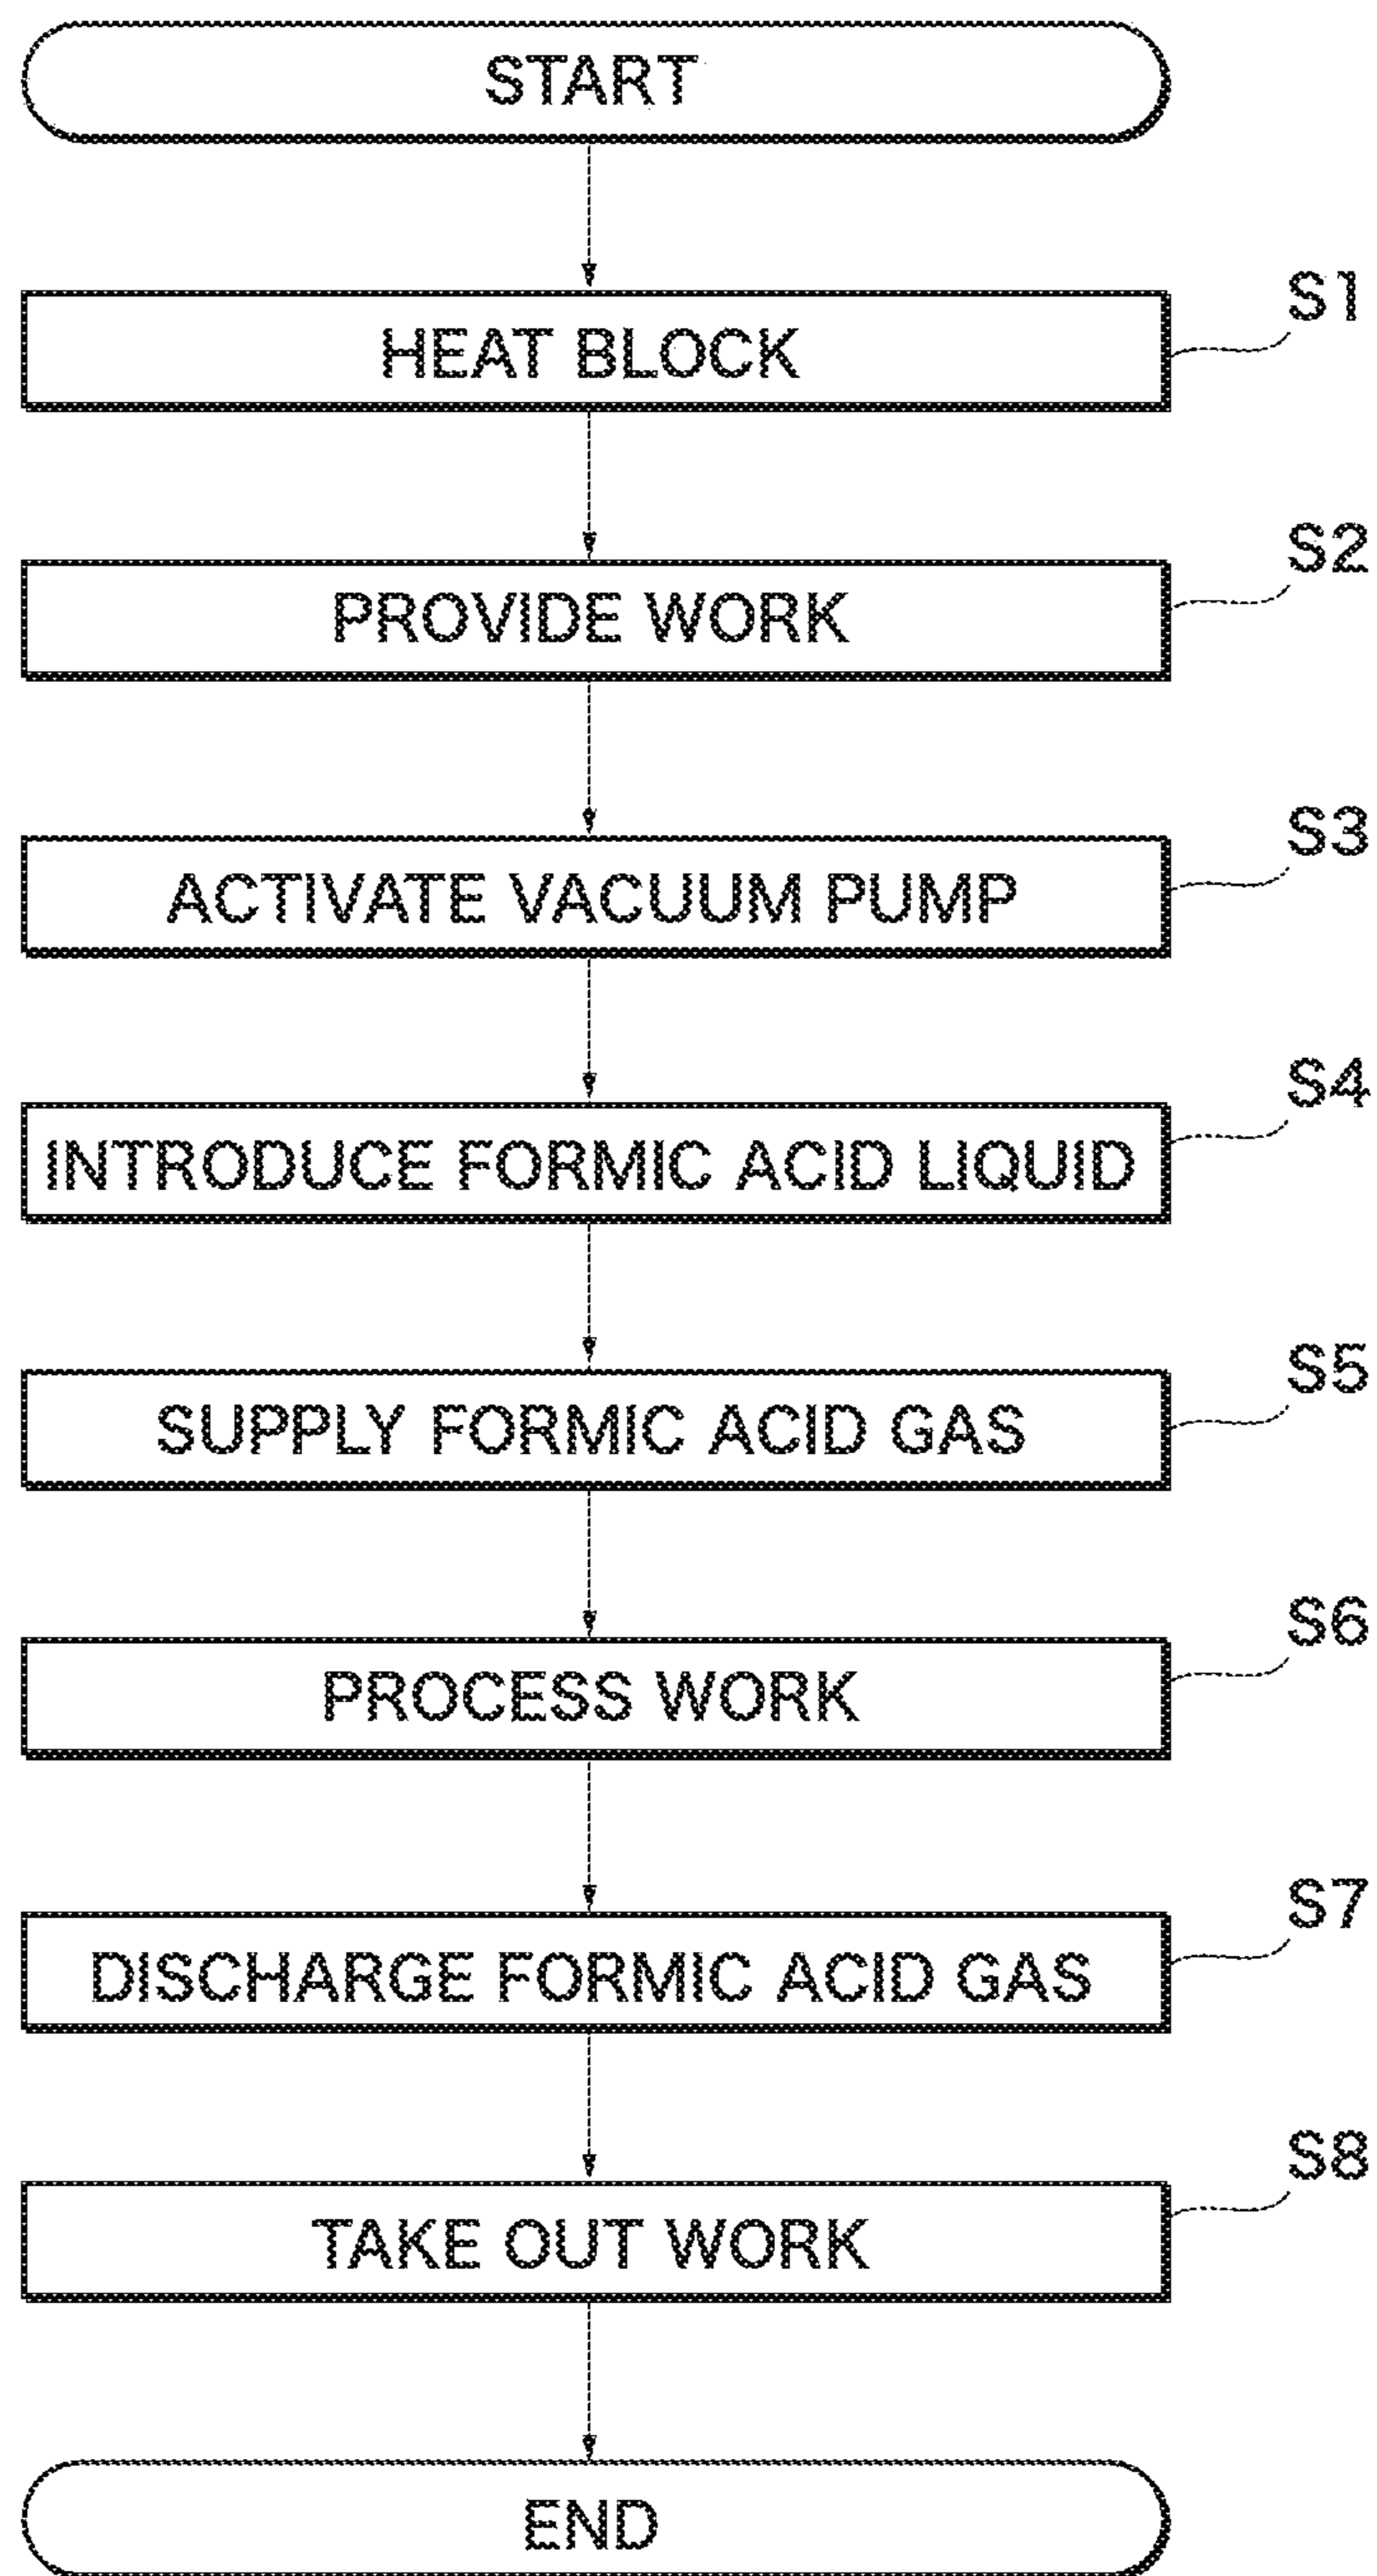 START
S1
HEAT BLOCK
S2
PROVIDE WORK
S3
ACTIVATE VACUUM PUMP
S4
INTRODUCE FORMIC ACID LIQUID
S5
SUPPLY FORMIC ACID GAS
S6
PROCESS WORK
S7
DISCHARGE FORMIC ACID GAS
S8
TAKE OUT WORK
END